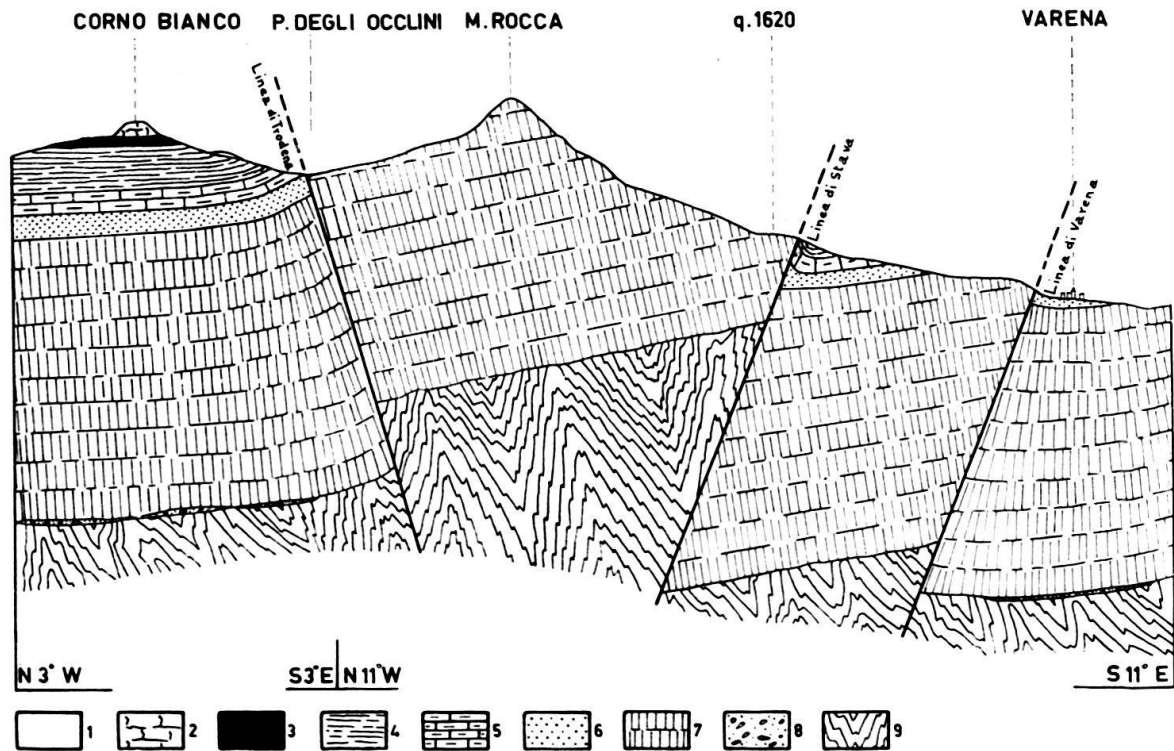 CORNO BIANCO P. DEGLI OCCLINI M. ROCCA q.1620 VARENA
Linea di Trodena
Linea di Stava
Linea di Varena
N 3° W S3°E N 11°W S 11° E
1 2 3 4 5 6 7 8 9